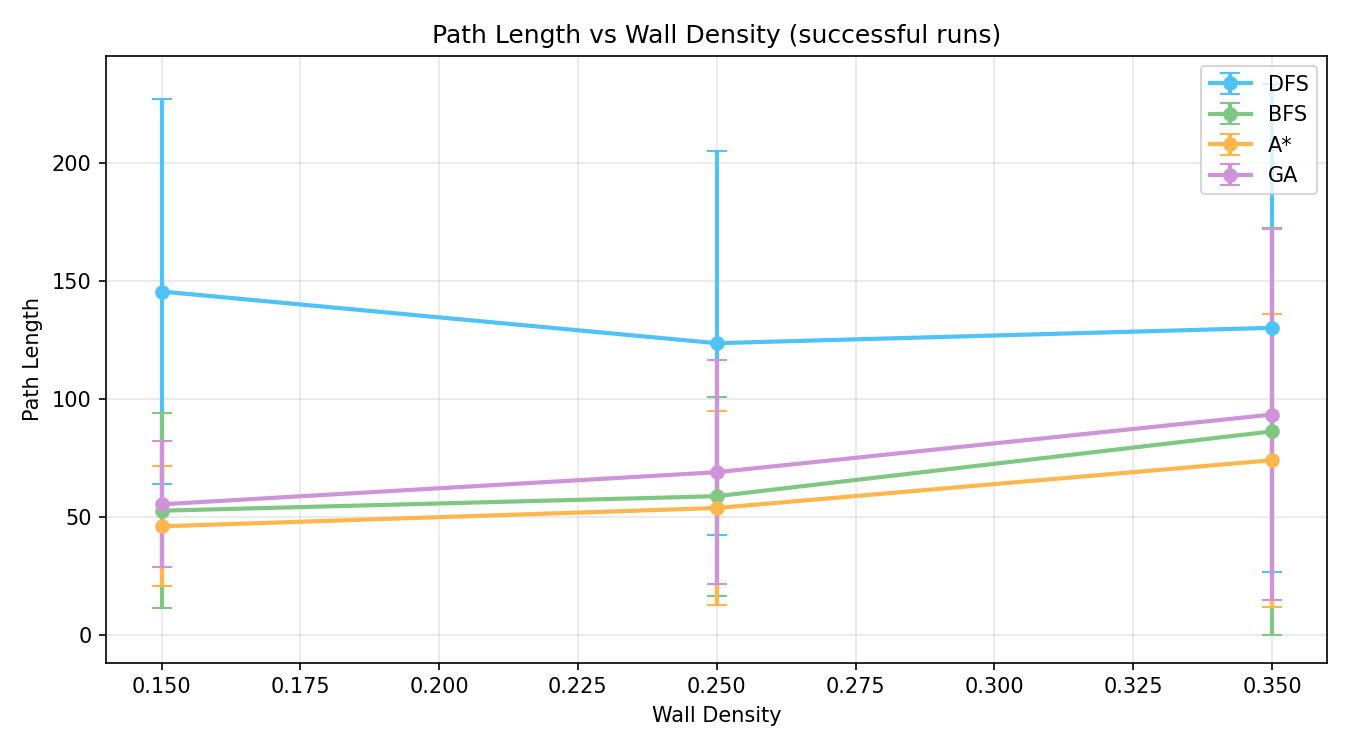 Path Length vs Wall Density (successful runs)
DFS
BFS
A*
GA
200
150
100
50
0
Path Length
0.150 0.175 0.200 0.225 0.250 0.275 0.300 0.325 0.350
Wall Density